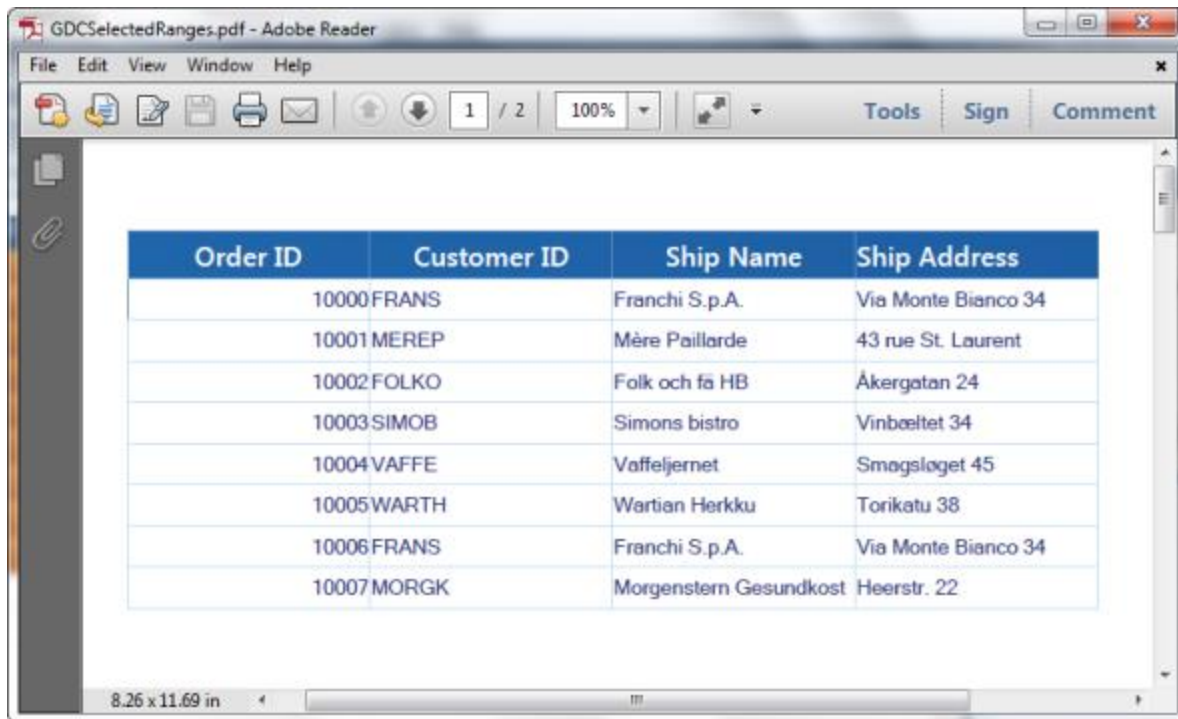 GDCSelectedRanges.pdf - Adobe Reader
File Edit View Window Help
1 / 2 100% Tools Sign Comment
Order ID Customer ID Ship Name Ship Address
10000 FRANS Franchi S.p.A. Via Monte Bianco 34
10001 MEREP Mère Paillarde 43 rue St. Laurent
10002 FOLKO Folk och fä HB Åkergatan 24
10003 SIMOB Simons bistro Vinbæltet 34
10004 VAFFE Vaffeljernet Smagsløget 45
10005 WARTH Wartian Herkku Torikatu 38
10006 FRANS Franchi S.p.A. Via Monte Bianco 34
10007 MORGK Morgenstern Gesundkost Heerstr. 22
8.26 x 11.69 in